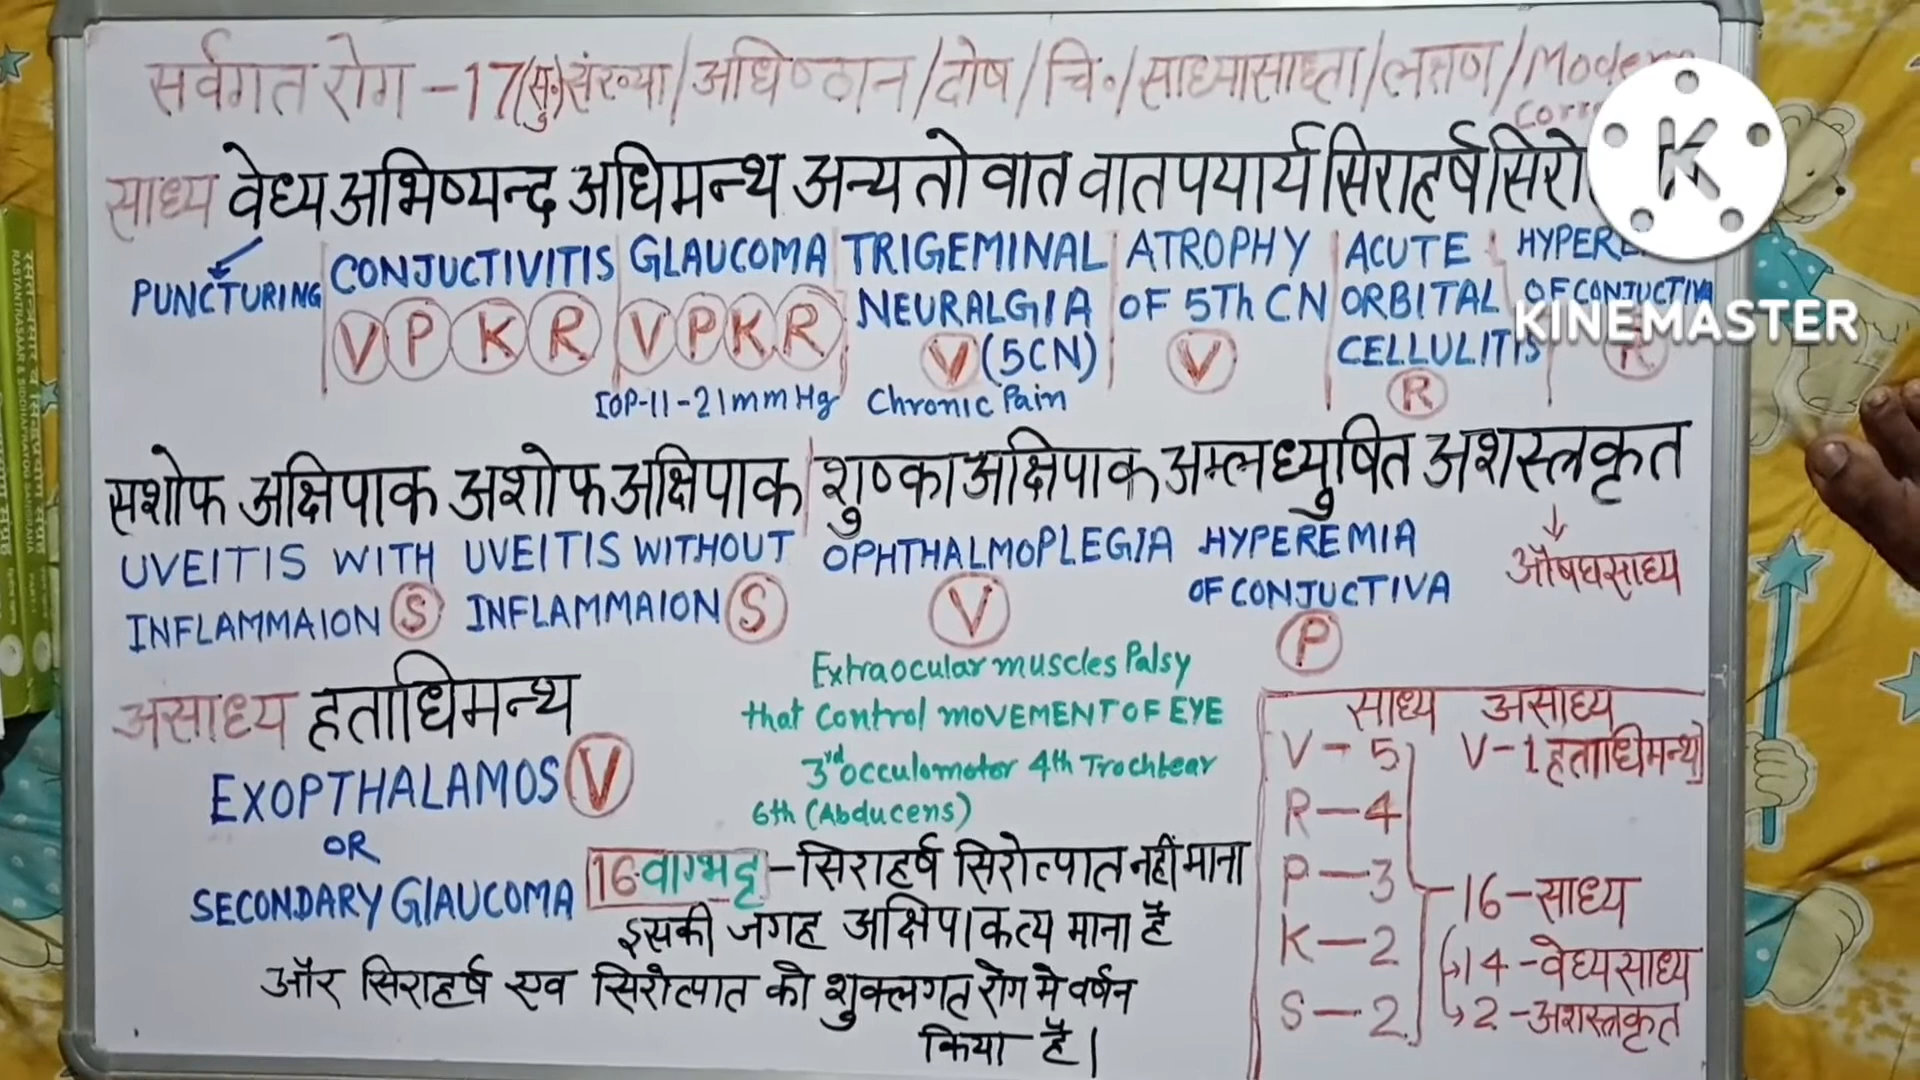 सर्वगत रोग - 17 (सु॰) संख्या / अधिष्ठान / दोष / चि॰ / साध्यासाध्ता / लक्षण / Modern
साध्य वेध्य अभिष्यन्द अधिमन्थ अन्यतो वात वातपयार्य सिराहर्ष
PUNCTURING CONJUCTIVITIS GLAUCOMA TRIGEMINAL ATROPHY ACUTE
V P K R V P K R NEURALGIA OF 5Th CN ORBITAL OF CONJUCTIVA
V (5CN) V CELLULITIS R
IOP-11-21mmHg Chronic Pain R
सशोफ अक्षिपाक अशोफ अक्षिपाक शुष्का अक्षिपाक अम्लध्युषित अशस्त्रकृत
UVEITIS WITH UVEITIS WITHOUT OPHTHALMOPLEGIA HYPEREMIA औषधसाध्य
INFLAMMAION S INFLAMMAION S V OF CONJUCTIVA
P
Extraocular muscles Palsy
that control MOVEMENT OF EYE
3rd occulomotor 4th Trochlear
6th (Abducens)
असाध्य हताधिमन्थ
EXOPTHALAMOS V
OR
SECONDARY GLAUCOMA
16 वाग्भट्ट - सिराहर्ष सिरोत्पात नहीं माना
इसकी जगह अक्षिपाकत्य माना है
और सिराहर्ष एव सिरोत्पात को शुक्लगत रोग मे वर्षन
किया है।
साध्य असाध्य
V - 5 V - 1 हताधिमन्थ
R - 4
P - 3 16 - साध्य
K - 2 14 - वेध्यसाध्य
S - 2 2 - अशस्त्रकृत
K
KINEMASTER